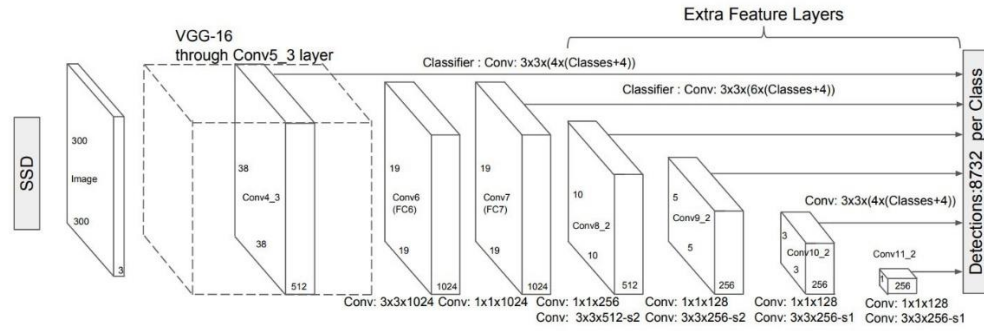 Extra Feature Layers
VGG-16
through Conv5_3 layer
Classifier : Conv: 3x3x(4x(Classes+4))
Classifier : Conv: 3x3x(6x(Classes+4))
SSD
300
Image
300
3
38
Conv4_3
38
512
19
Conv6
(FC6)
19
1024
19
Conv7
(FC7)
19
1024
10
Conv8_2
10
512
5
Conv9_2
5
256
Conv: 3x3x(4x(Classes+4))
3
Conv10_2
3
256
Conv11_2
1
256
Detections:8732 per Class
Conv: 3x3x1024
Conv: 1x1x1024
Conv: 1x1x256
Conv: 3x3x512-s2
Conv: 1x1x128
Conv: 3x3x256-s2
Conv: 1x1x128
Conv: 3x3x256-s1
Conv: 1x1x128
Conv: 3x3x256-s1